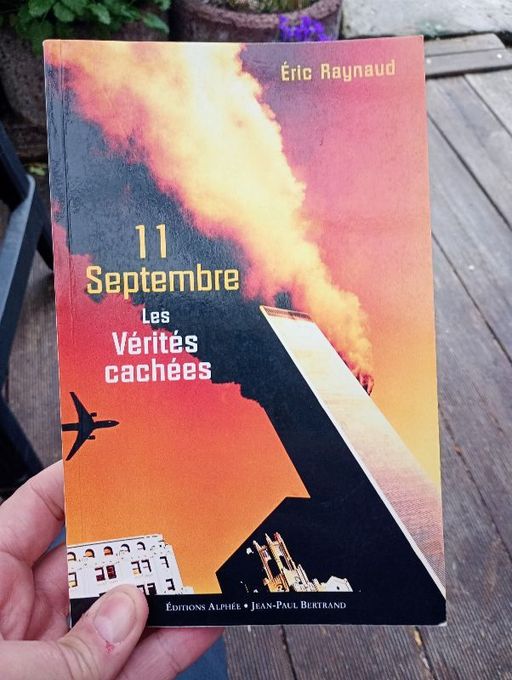 Éric Raynaud
11
Septembre
Les
Vérités
cachées
Éditions Alphée • Jean-Paul Bertrand